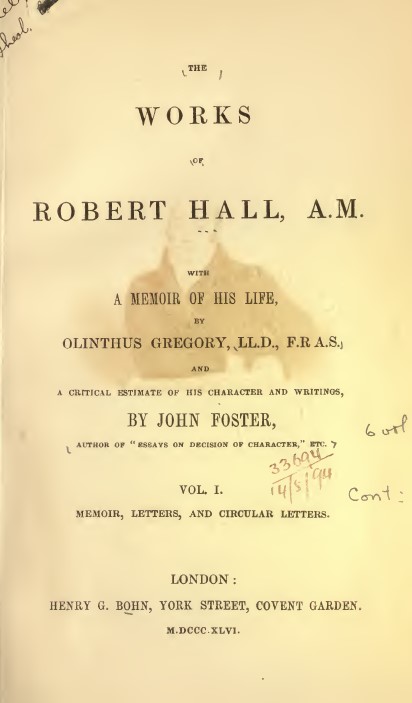 Theol.
THE
WORKS
OF
ROBERT HALL, A.M.
WITH
A MEMOIR OF HIS LIFE,
BY
OLINTHUS GREGORY, LL.D., F.R A.S.;
AND
A CRITICAL ESTIMATE OF HIS CHARACTER AND WRITINGS,
BY JOHN FOSTER,
AUTHOR OF "ESSAYS ON DECISION OF CHARACTER," ETC.
6 vol
33694
14/5/94
VOL. I.
Cont:
MEMOIR, LETTERS, AND CIRCULAR LETTERS.
LONDON:
HENRY G. BOHN, YORK STREET, COVENT GARDEN.
M.DCCC.XLVI.